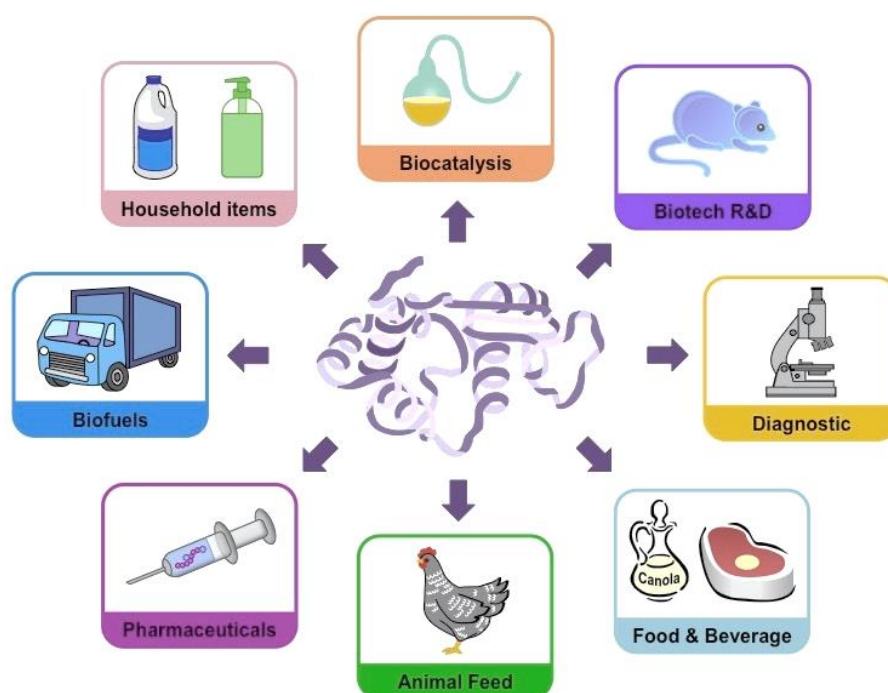 Biocatalysis
Household items
Biotech R&D
Biofuels
Diagnostic
Pharmaceuticals
Canola
Food & Beverage
Animal Feed